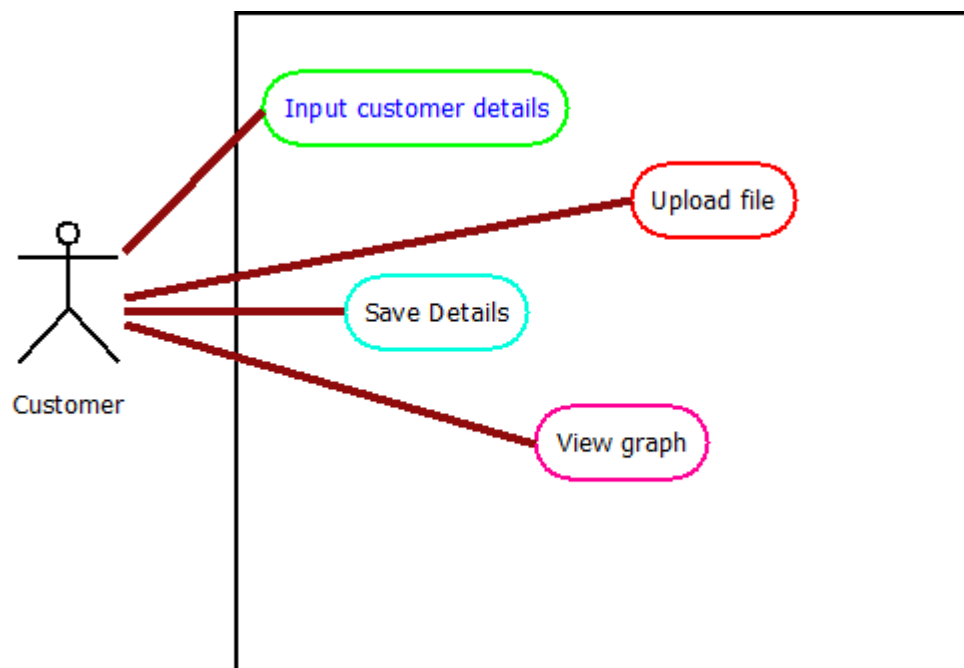 Input customer details
Upload file
Save Details
Customer
View graph